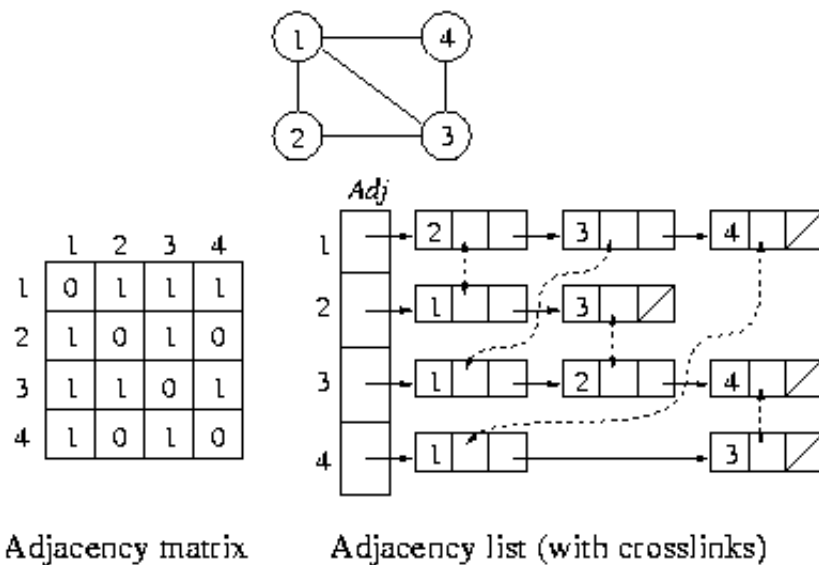 1 4
2 3
Adj
1 2 3 4
1 0 1 1 1
2 1 0 1 0
3 1 1 0 1
4 1 0 1 0
1 2 3 4
2 1 3
3 1 2 4
4 1 3
Adjacency matrix
Adjacency list (with crosslinks)